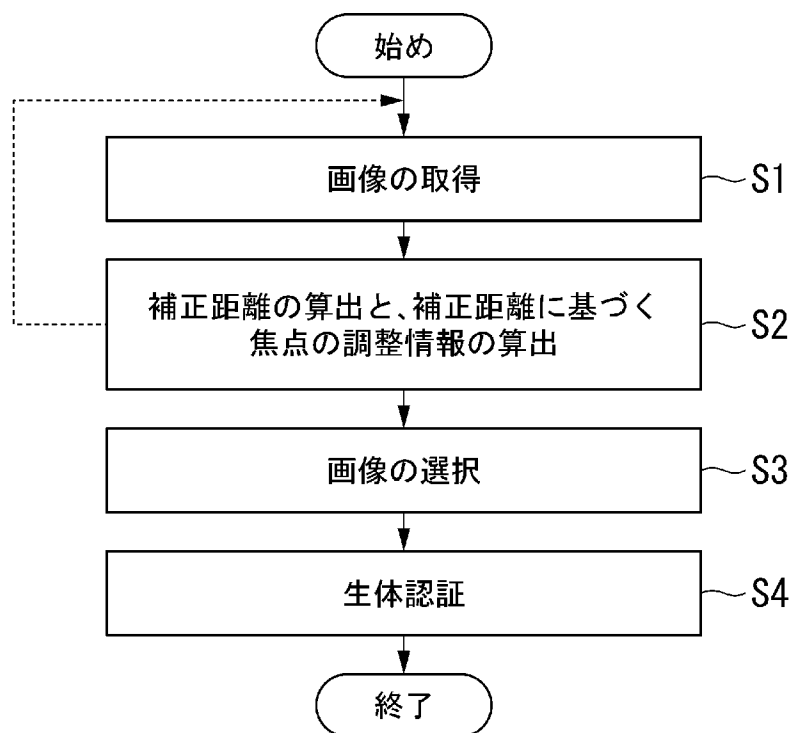 始め
画像の取得
S1
補正距離の算出と、補正距離に基づく
焦点の調整情報の算出
S2
画像の選択
S3
生体認証
S4
終了